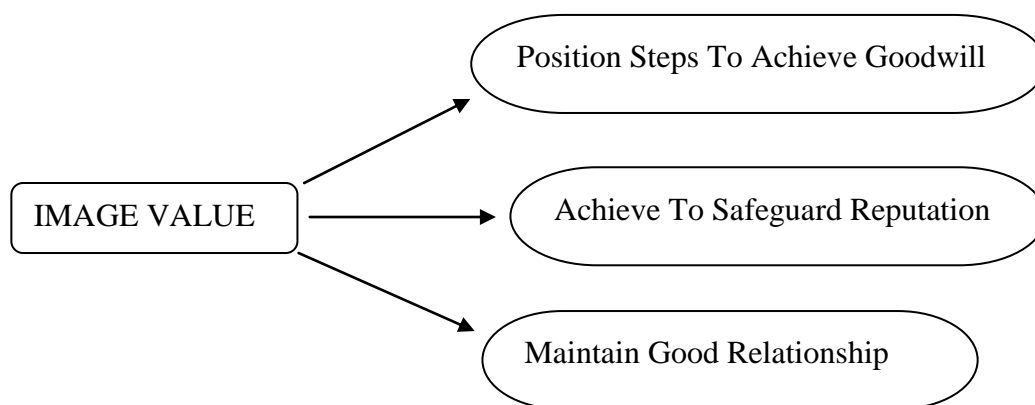 Position Steps To Achieve Goodwill
IMAGE VALUE
Achieve To Safeguard Reputation
Maintain Good Relationship